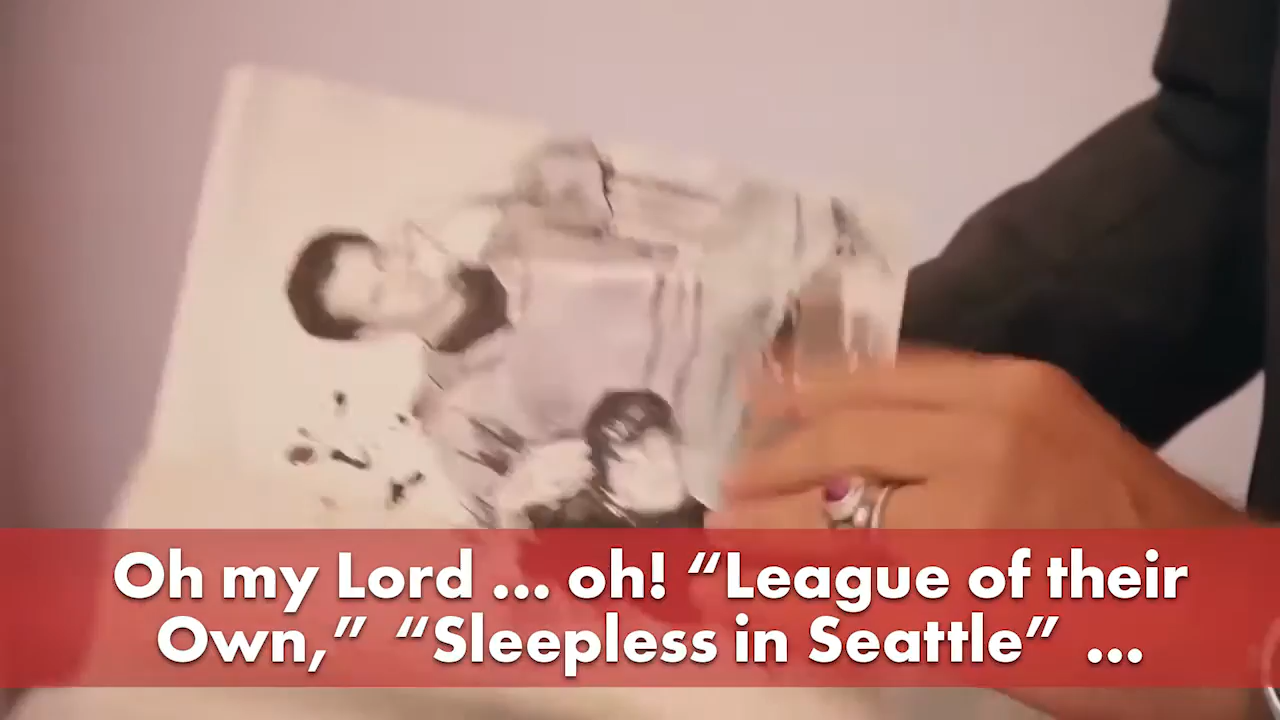 Oh my Lord ... oh! “League of their
Own,” “Sleepless in Seattle” ...